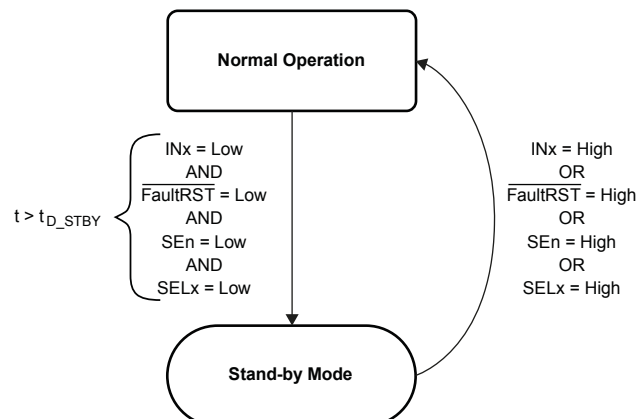 Normal Operation
INx = Low
AND
FaultRST = Low
AND
SEn = Low
AND
SELx = Low
t > tD_STBY
INx = High
OR
FaultRST = High
OR
SEn = High
OR
SELx = High
Stand-by Mode